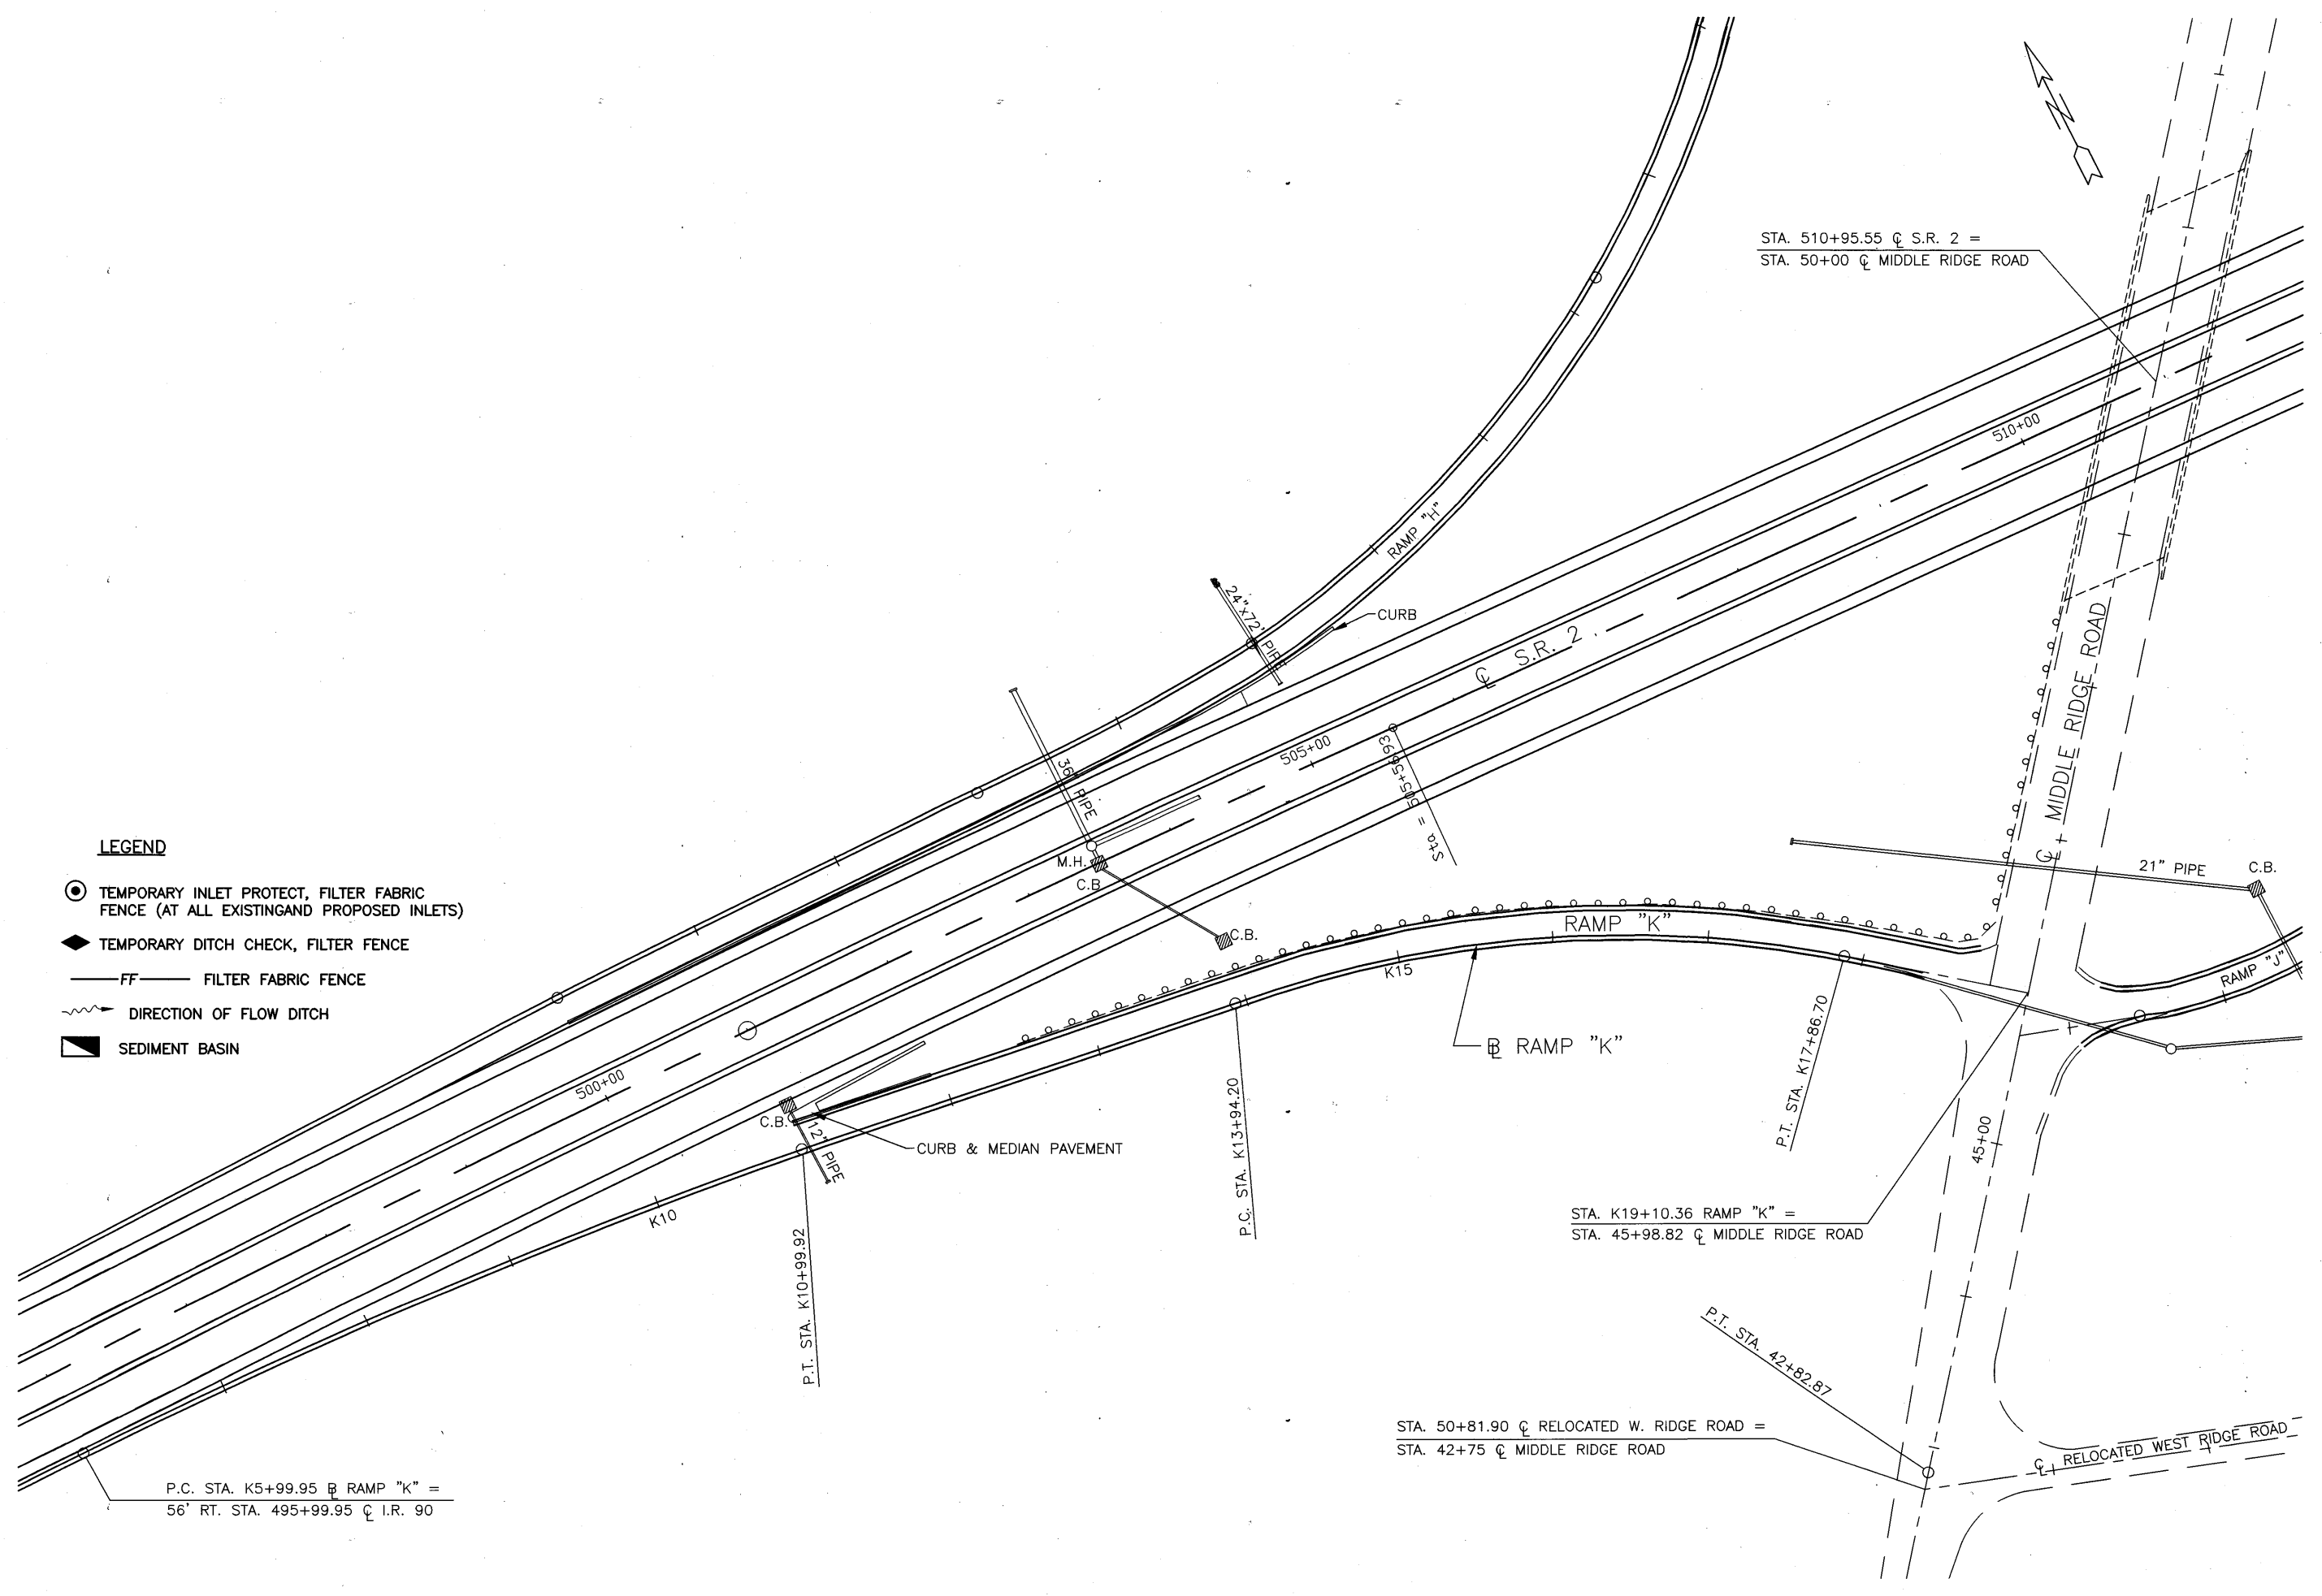 STA. 510+95.55 ℄ S.R. 2 =
STA. 50+00 ℄ MIDDLE RIDGE ROAD
510+00
RAMP "H"
CURB
24"x72" PIPE
℄ S.R. 2
MIDDLE RIDGE ROAD
℄
36" PIPE
505+00
Sta = 505+56.93
M.H.
C.B.
C.B.
21" PIPE
C.B.
LEGEND
TEMPORARY INLET PROTECT, FILTER FABRIC
FENCE (AT ALL EXISTINGAND PROPOSED INLETS)
TEMPORARY DITCH CHECK, FILTER FENCE
FF FILTER FABRIC FENCE
DIRECTION OF FLOW DITCH
SEDIMENT BASIN
RAMP "K"
K15
RAMP "J"
B̲L RAMP "K"
500+00
C.B.
12" PIPE
CURB & MEDIAN PAVEMENT
K10
P.T. STA. K10+99.92
P.C. STA. K13+94.20
P.T. STA. K17+86.70
45+00
STA. K19+10.36 RAMP "K" =
STA. 45+98.82 ℄ MIDDLE RIDGE ROAD
P.T. STA. 42+82.87
STA. 50+81.90 ℄ RELOCATED W. RIDGE ROAD =
STA. 42+75 ℄ MIDDLE RIDGE ROAD
℄ RELOCATED WEST RIDGE ROAD
P.C. STA. K5+99.95 BL RAMP "K" =
56' RT. STA. 495+99.95 ℄ I.R. 90
N